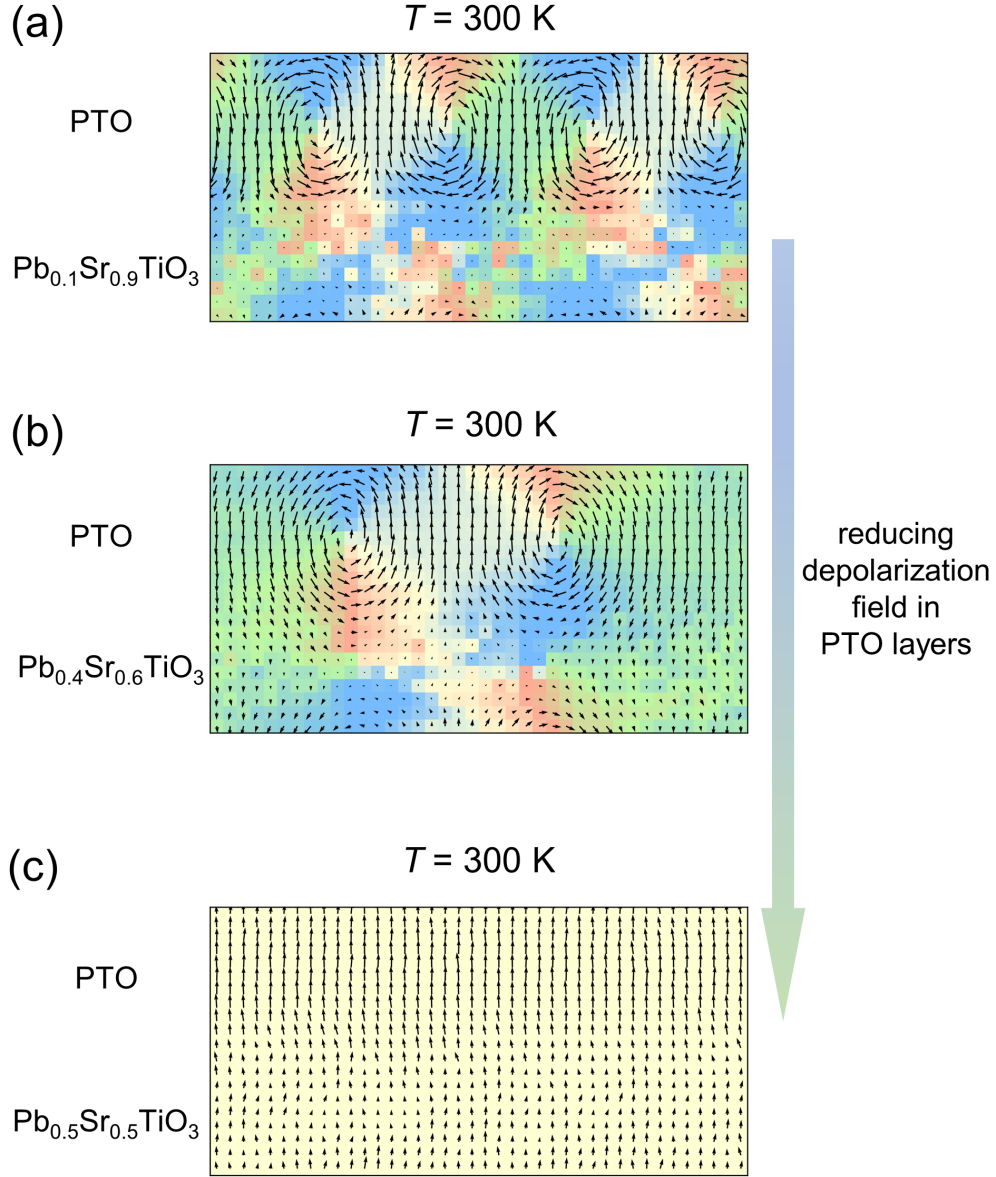 (a)
T = 300 K
PTO
Pb0.1Sr0.9TiO3
(b)
T = 300 K
PTO
Pb0.4Sr0.6TiO3
reducing
depolarization
field in
PTO layers
(c)
T = 300 K
PTO
Pb0.5Sr0.5TiO3